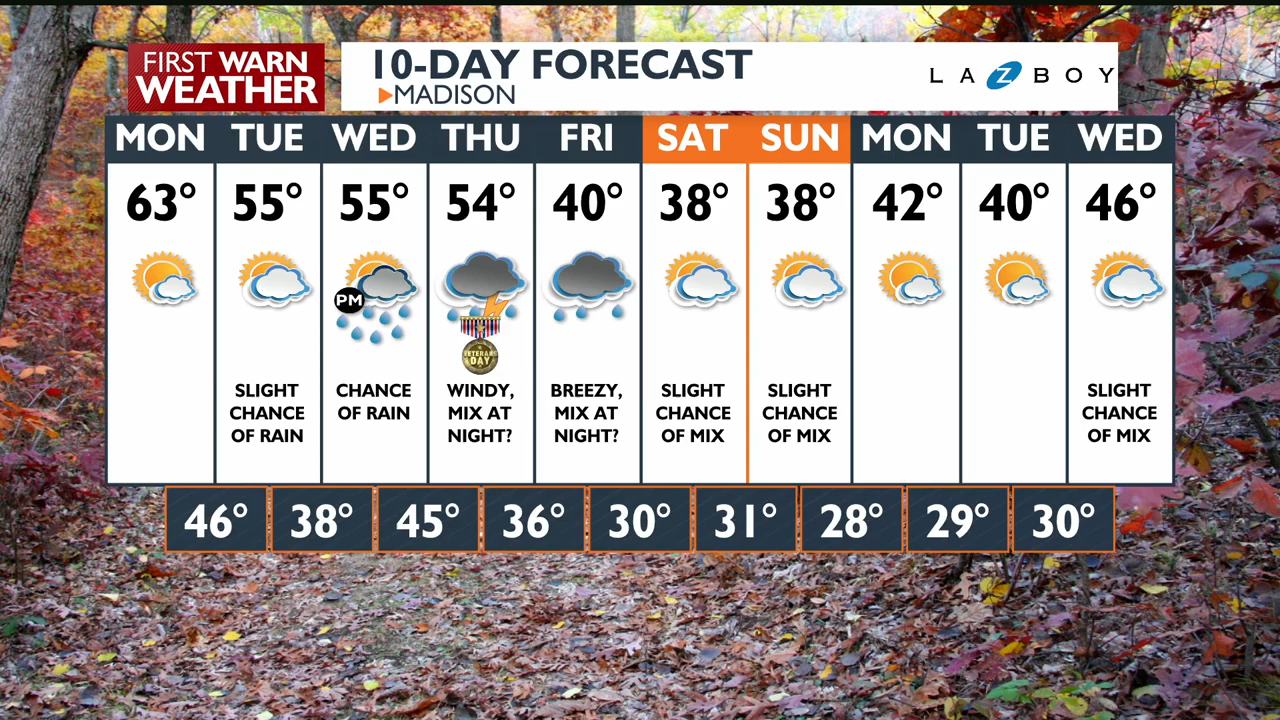 FIRST WARN
WEATHER
10-DAY FORECAST
MADISON
LA Z BOY
MON TUE WED THU FRI SAT SUN MON TUE WED
63° 55° 55° 54° 40° 38° 38° 42° 40° 46°
PM
VETERANS
DAY
SLIGHT
CHANCE
OF RAIN
CHANCE
OF RAIN
WINDY,
MIX AT
NIGHT?
BREEZY,
MIX AT
NIGHT?
SLIGHT
CHANCE
OF MIX
SLIGHT
CHANCE
OF MIX
SLIGHT
CHANCE
OF MIX
46° 38° 45° 36° 30° 31° 28° 29° 30°